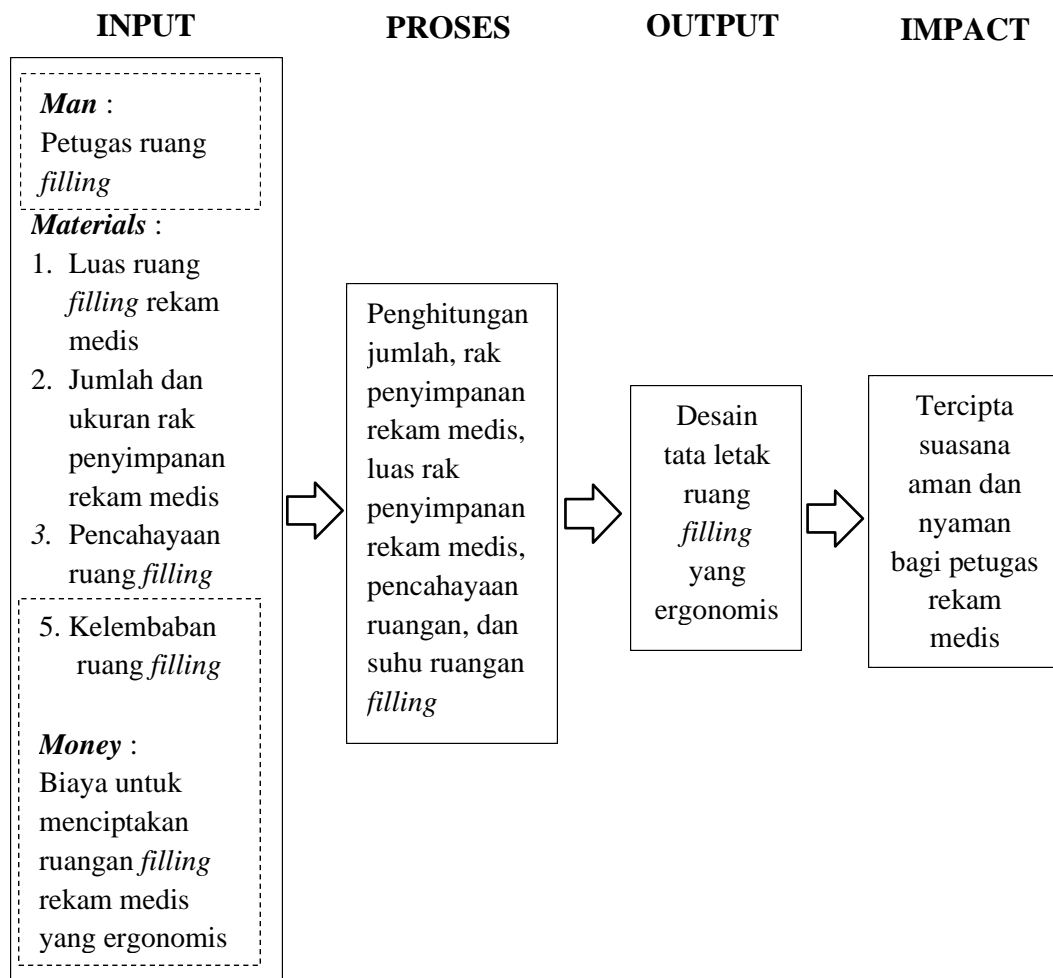 INPUT
PROSES
OUTPUT
IMPACT
Man :
Petugas ruang
filling
Materials :
1. Luas ruang
filling rekam
medis
2. Jumlah dan
ukuran rak
penyimpanan
rekam medis
3. Pencahayaan
ruang filling
5. Kelembaban
ruang filling
Money :
Biaya untuk
menciptakan
ruangan filling
rekam medis
yang ergonomis
Penghitungan
jumlah, rak
penyimpanan
rekam medis,
luas rak
penyimpanan
rekam medis,
pencahayaan
ruangan, dan
suhu ruangan
filling
Desain
tata letak
ruang
filling
yang
ergonomis
Tercipta
suasana
aman dan
nyaman
bagi petugas
rekam
medis